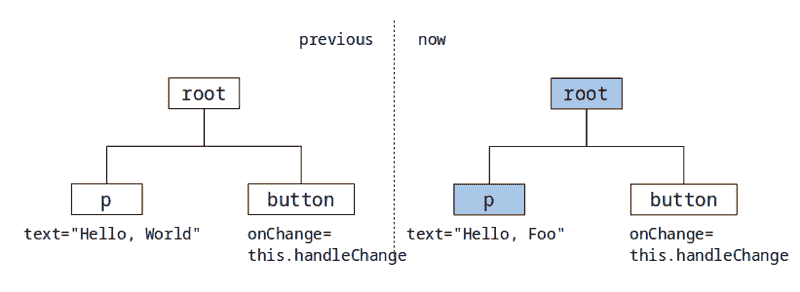 previous
now
root
p
button
text="Hello, World"
onChange=
this.handleChange
root
p
button
text="Hello, Foo"
onChange=
this.handleChange